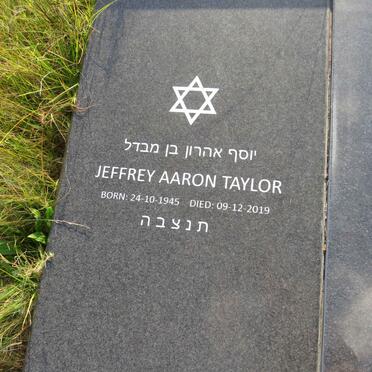 יוסף אהרון בן מבדל
JEFFREY AARON TAYLOR
BORN: 24-10-1945 DIED: 09-12-2019
ת נ צ ב ה